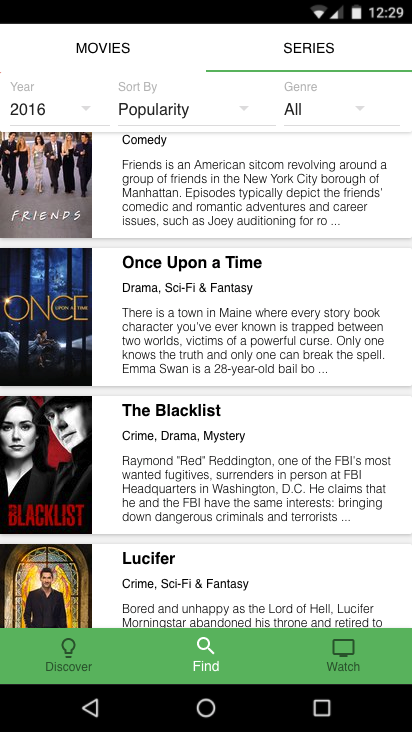 12:29
MOVIES
SERIES
Year
Sort By
Genre
2016
Popularity
All
FRIENDS
Comedy
Friends is an American sitcom revolving around a
group of friends in the New York City borough of
Manhattan. Episodes typically depict the friends'
comedic and romantic adventures and career
issues, such as Joey auditioning for ro ...
ONCE
UPON A TIME
Once Upon a Time
Drama, Sci-Fi & Fantasy
There is a town in Maine where every story book
character you've ever known is trapped between
two worlds, victims of a powerful curse. Only one
knows the truth and only one can break the spell.
Emma Swan is a 28-year-old bail bo ...
BLACKLIST
The Blacklist
Crime, Drama, Mystery
Raymond "Red" Reddington, one of the FBI's most
wanted fugitives, surrenders in person at FBI
Headquarters in Washington, D.C. He claims that
he and the FBI have the same interests: bringing
down dangerous criminals and terrorists ...
Lucifer
Crime, Sci-Fi & Fantasy
Bored and unhappy as the Lord of Hell, Lucifer
Morningstar abandoned his throne and retired to
Discover
Find
Watch